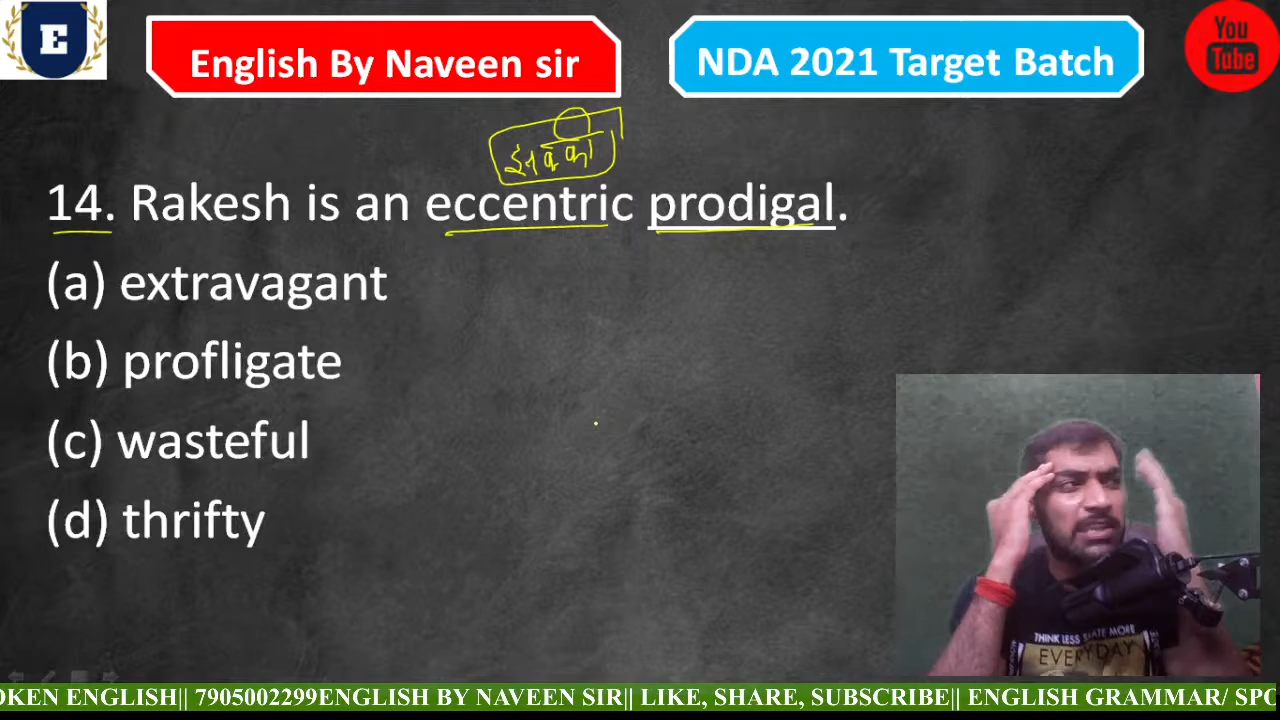 E
English By Naveen sir
NDA 2021 Target Batch
You
Tube
14. Rakesh is an eccentric prodigal.
(a) extravagant
(b) profligate
(c) wasteful
(d) thrifty
THINK LESS
MORE
EVERYDAY
OKEN ENGLISH|| 7905002299ENGLISH BY NAVEEN SIR|| LIKE, SHARE, SUBSCRIBE|| ENGLISH GRAMMAR/ SPO